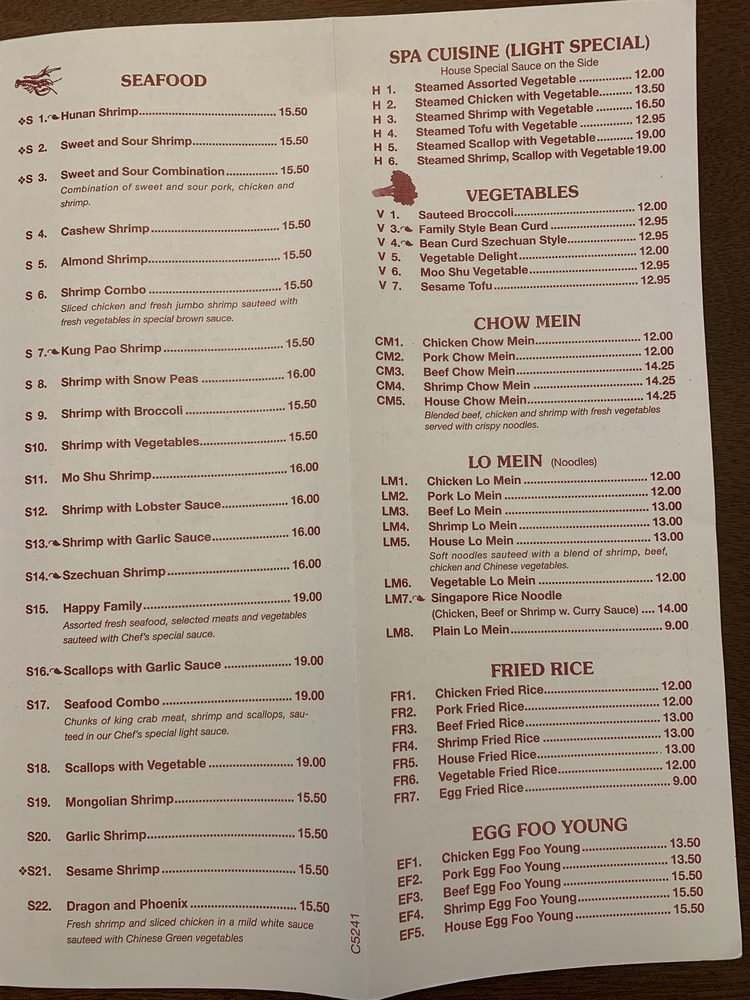 SEAFOOD
❖S 1. Hunan Shrimp................................ 15.50
❖S 2. Sweet and Sour Shrimp.................... 15.50
❖S 3. Sweet and Sour Combination............. 15.50
Combination of sweet and sour pork, chicken and
shrimp.
S 4. Cashew Shrimp................................ 15.50
S 5. Almond Shrimp................................ 15.50
S 6. Shrimp Combo ................................ 15.50
Sliced chicken and fresh jumbo shrimp sauteed with
fresh vegetables in special brown sauce.
S 7. Kung Pao Shrimp ............................ 15.50
S 8. Shrimp with Snow Peas .................... 16.00
S 9. Shrimp with Broccoli ........................ 15.50
S10. Shrimp with Vegetables.................... 15.50
S11. Mo Shu Shrimp................................ 16.00
S12. Shrimp with Lobster Sauce................ 16.00
S13. Shrimp with Garlic Sauce.................. 16.00
S14. Szechuan Shrimp ............................ 16.00
S15. Happy Family.................................. 19.00
Assorted fresh seafood, selected meats and vegetables
sauteed with Chef's special sauce.
S16. Scallops with Garlic Sauce ................ 19.00
S17. Seafood Combo .............................. 19.00
Chunks of king crab meat, shrimp and scallops, sau-
teed in our Chef's special light sauce.
S18. Scallops with Vegetable .................... 19.00
S19. Mongolian Shrimp............................ 15.50
S20. Garlic Shrimp.................................. 15.50
❖S21. Sesame Shrimp .............................. 15.50
S22. Dragon and Phoenix ........................ 15.50
Fresh shrimp and sliced chicken in a mild white sauce
sauteed with Chinese Green vegetables
C5241
SPA CUISINE (LIGHT SPECIAL)
House Special Sauce on the Side
H 1. Steamed Assorted Vegetable ............... 12.00
H 2. Steamed Chicken with Vegetable......... 13.50
H 3. Steamed Shrimp with Vegetable .......... 16.50
H 4. Steamed Tofu with Vegetable .............. 12.95
H 5. Steamed Scallop with Vegetable.......... 19.00
H 6. Steamed Shrimp, Scallop with Vegetable 19.00
VEGETABLES
V 1. Sauteed Broccoli................................ 12.00
V 3. Family Style Bean Curd ...................... 12.95
V 4. Bean Curd Szechuan Style.................. 12.95
V 5. Vegetable Delight.............................. 12.00
V 6. Moo Shu Vegetable............................ 12.95
V 7. Sesame Tofu.................................... 12.95
CHOW MEIN
CM1. Chicken Chow Mein.......................... 12.00
CM2. Pork Chow Mein.............................. 12.00
CM3. Beef Chow Mein.............................. 14.25
CM4. Shrimp Chow Mein .......................... 14.25
CM5. House Chow Mein............................ 14.25
Blended beef, chicken and shrimp with fresh vegetables
served with crispy noodles.
LO MEIN (Noodles)
LM1. Chicken Lo Mein .............................. 12.00
LM2. Pork Lo Mein .................................. 12.00
LM3. Beef Lo Mein .................................. 13.00
LM4. Shrimp Lo Mein .............................. 13.00
LM5. House Lo Mein ................................ 13.00
Soft noodles sauteed with a blend of shrimp, beef,
chicken and Chinese vegetables.
LM6. Vegetable Lo Mein .......................... 12.00
LM7. Singapore Rice Noodle
(Chicken, Beef or Shrimp w. Curry Sauce) .... 14.00
LM8. Plain Lo Mein.................................. 9.00
FRIED RICE
FR1. Chicken Fried Rice.......................... 12.00
FR2. Pork Fried Rice.............................. 12.00
FR3. Beef Fried Rice.............................. 13.00
FR4. Shrimp Fried Rice .......................... 13.00
FR5. House Fried Rice............................ 13.00
FR6. Vegetable Fried Rice........................ 12.00
FR7. Egg Fried Rice .............................. 9.00
EGG FOO YOUNG
EF1. Chicken Egg Foo Young .................... 13.50
EF2. Pork Egg Foo Young ........................ 13.50
EF3. Beef Egg Foo Young ........................ 15.50
EF4. Shrimp Egg Foo Young...................... 15.50
EF5. House Egg Foo Young ...................... 15.50